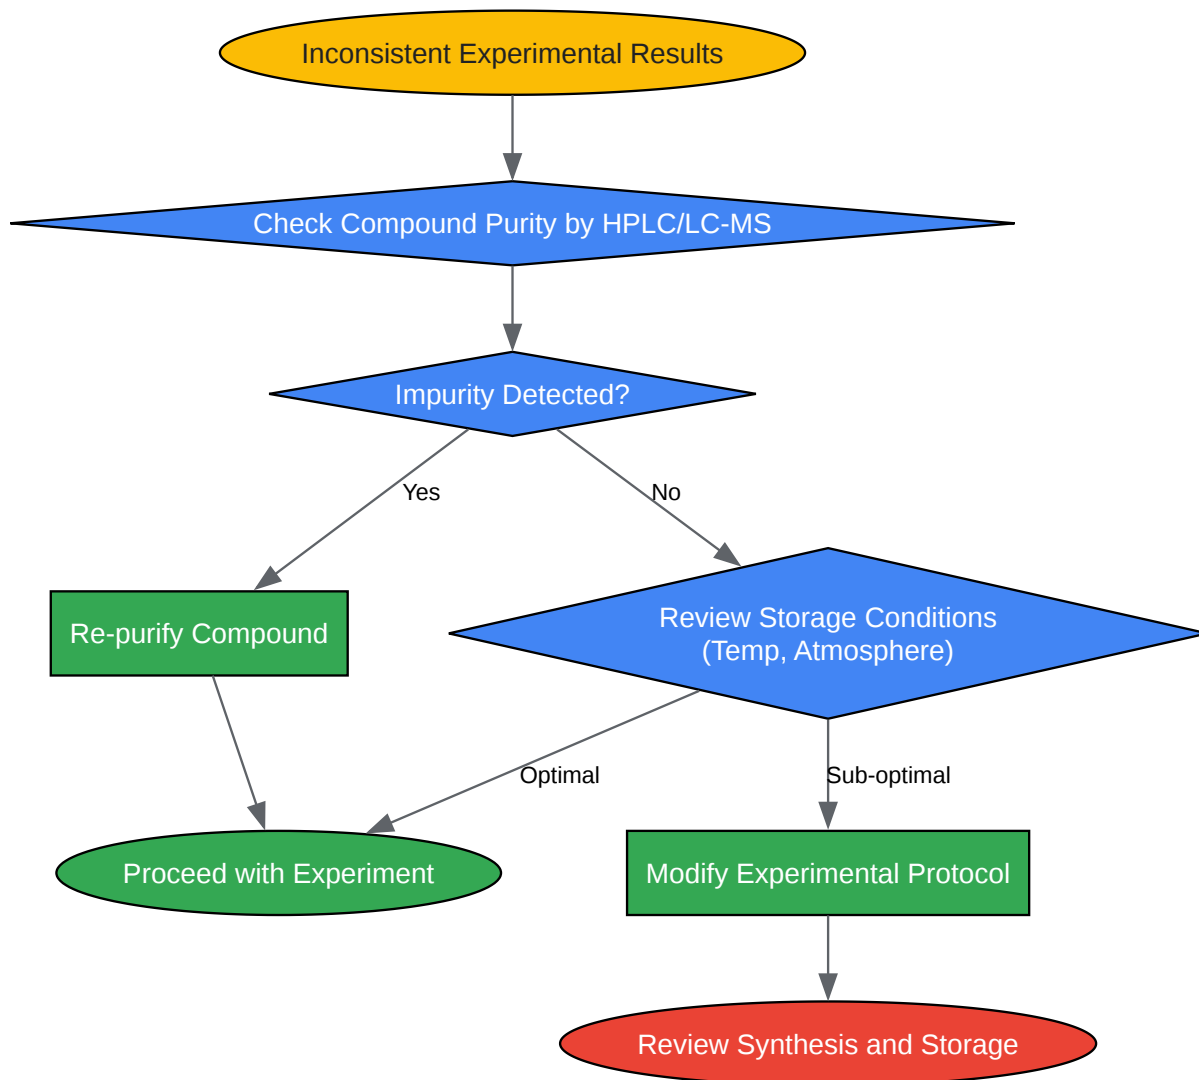 Inconsistent Experimental Results
Check Compound Purity by HPLC/LC-MS
Impurity Detected?
Yes
No
Review Storage Conditions
(Temp, Atmosphere)
Re-purify Compound
Optimal
Sub-optimal
Proceed with Experiment
Modify Experimental Protocol
Review Synthesis and Storage